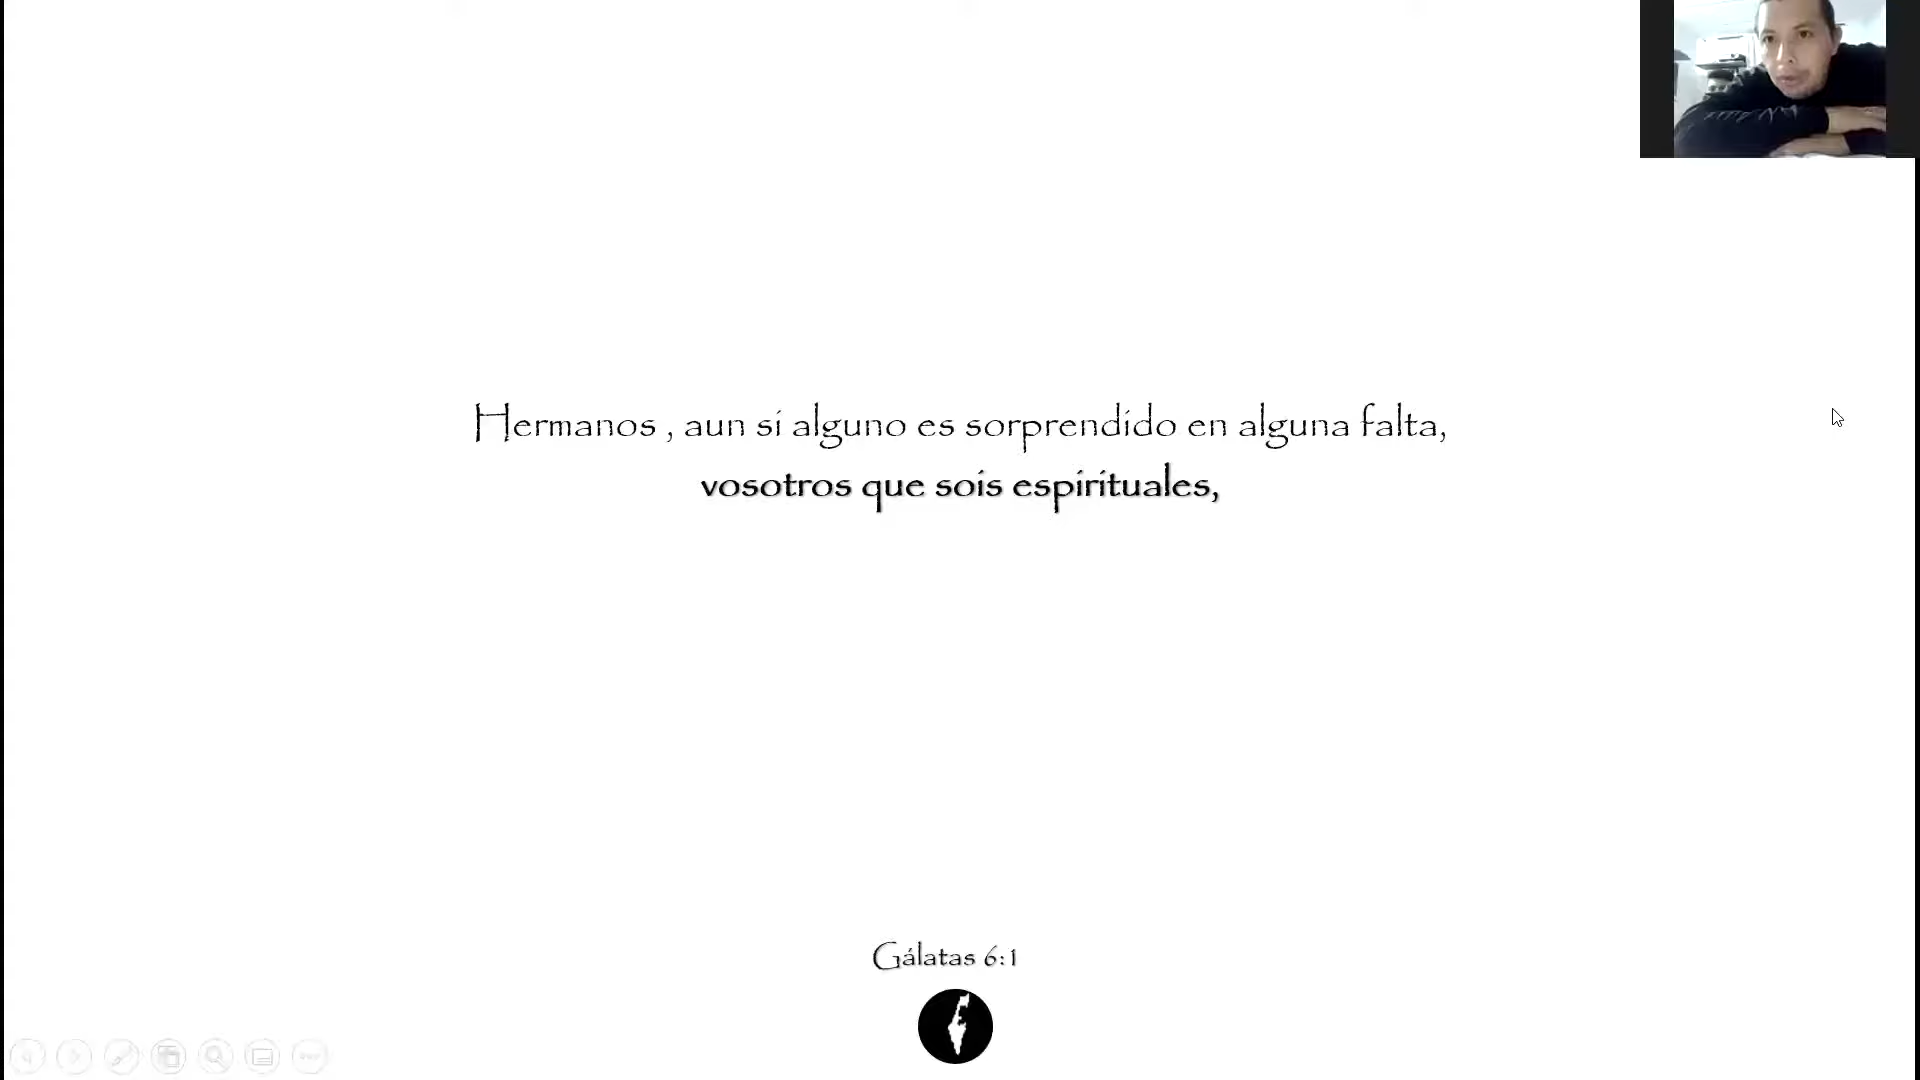 Hermanos , aun si alguno es sorprendido en alguna falta,
vosotros que sois espirituales,
Gálatas 6:1